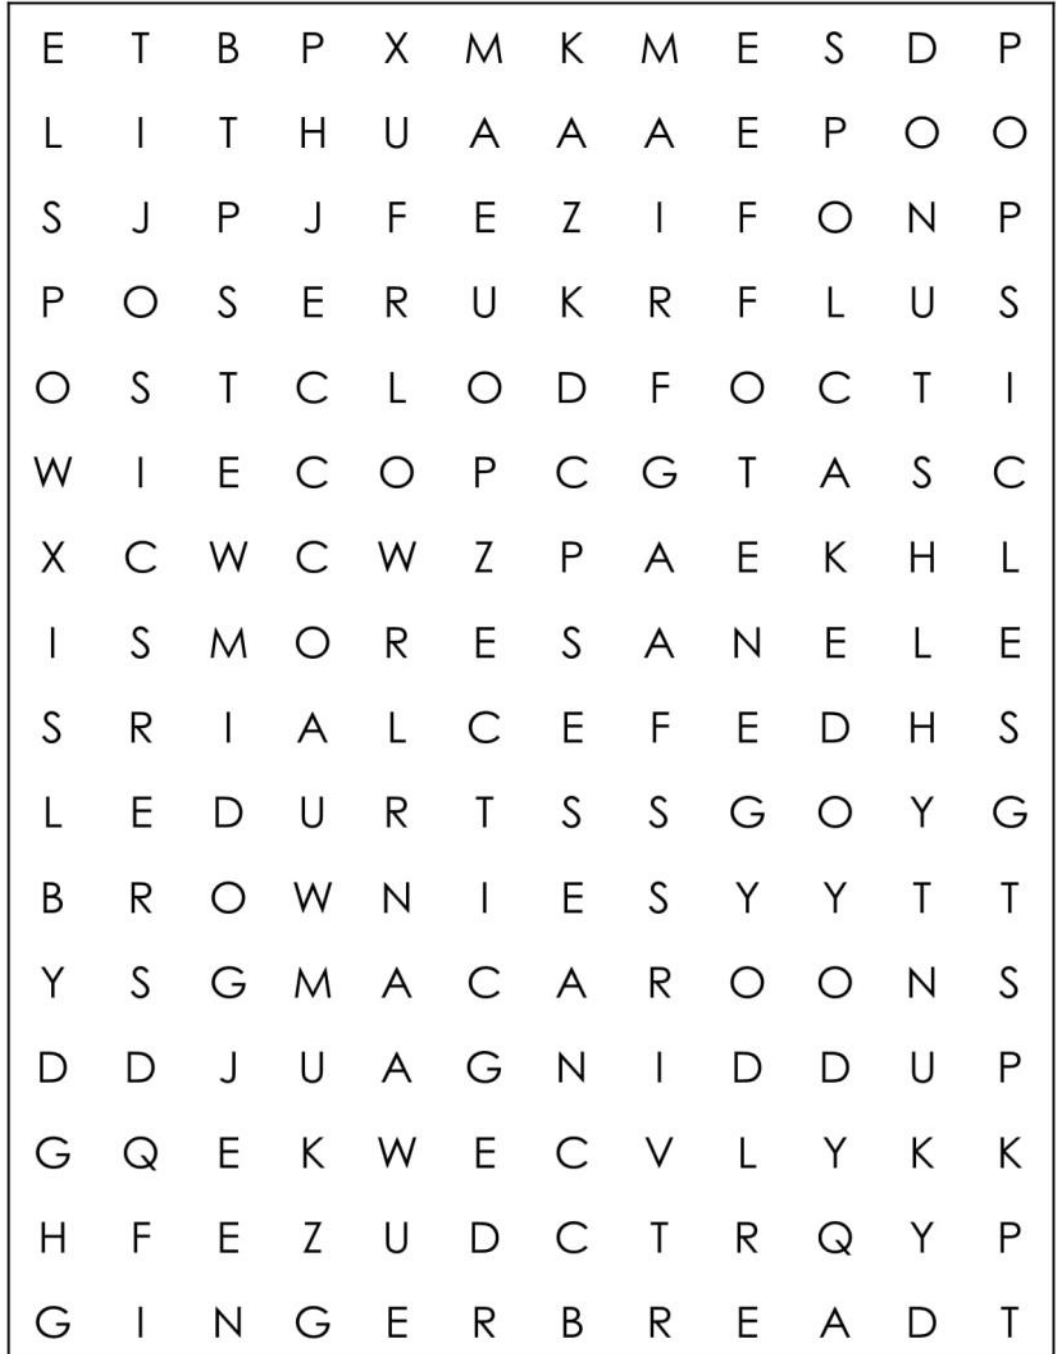 E T B P X M K M E S D P
L I T H U A A A E P O O
S J P J F E Z I F O N P
P O S E R U K R F L U S
O S T C L O D F O C T I
W I E C O P C G T A S C
X C W C W Z P A E K H L
I S M O R E S A N E L E
S R I A L C E F E D H S
L E D U R T S S G O Y G
B R O W N I E S Y Y T T
Y S G M A C A R O O N S
D D J U A G N I D D U P
G Q E K W E C V L Y K K
H F E Z U D C T R Q Y P
G I N G E R B R E A D T